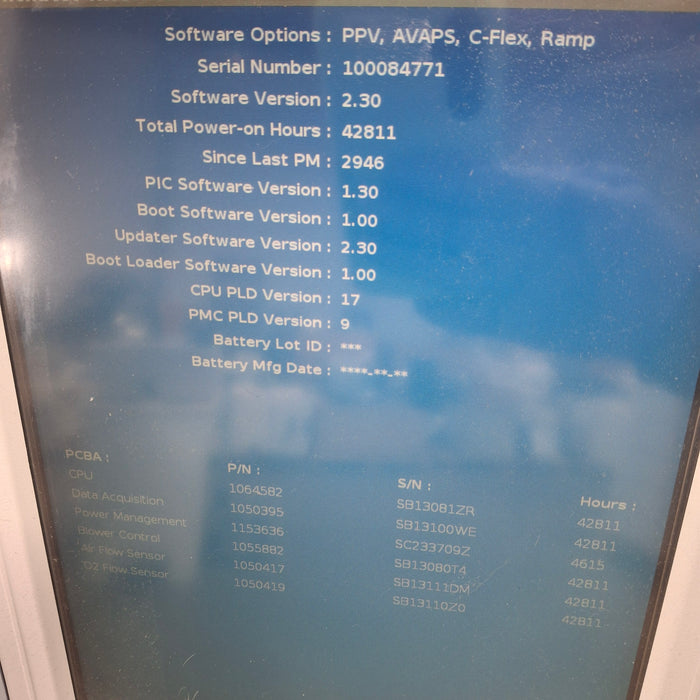 Software Options : PPV, AVAPS, C-Flex, Ramp
Serial Number : 100084771
Software Version : 2.30
Total Power-on Hours : 42811
Since Last PM : 2946
PIC Software Version : 1.30
Boot Software Version : 1.00
Updater Software Version : 2.30
Boot Loader Software Version : 1.00
CPU PLD Version : 17
PMC PLD Version : 9
Battery Lot ID : ***
Battery Mfg Date : ****-**-**
PCBA : P/N : S/N : Hours :
CPU 1064582 SB13081ZR 42811
Data Acquisition 1050395 SB13100WE 42811
Power Management 1153636 SC233709Z 4615
Blower Control 1055882 SB13080T4 42811
Air Flow Sensor 1050417 SB13111DM 42811
O2 Flow Sensor 1050419 SB13110Z0 42811